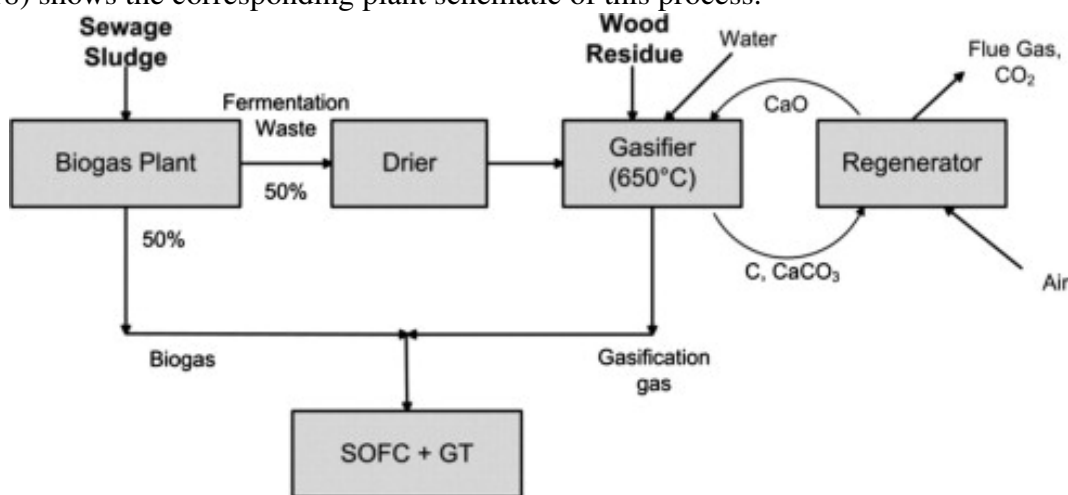 8) shows the corresponding plant schematic of this process.
Sewage
Sludge
Wood
Residue
Water
Flue Gas,
CO₂
Fermentation
Waste
CaO
Biogas Plant
Drier
Gasifier
(650°C)
Regenerator
50%
50%
C, CaCO₃
Air
Biogas
Gasification
gas
SOFC + GT